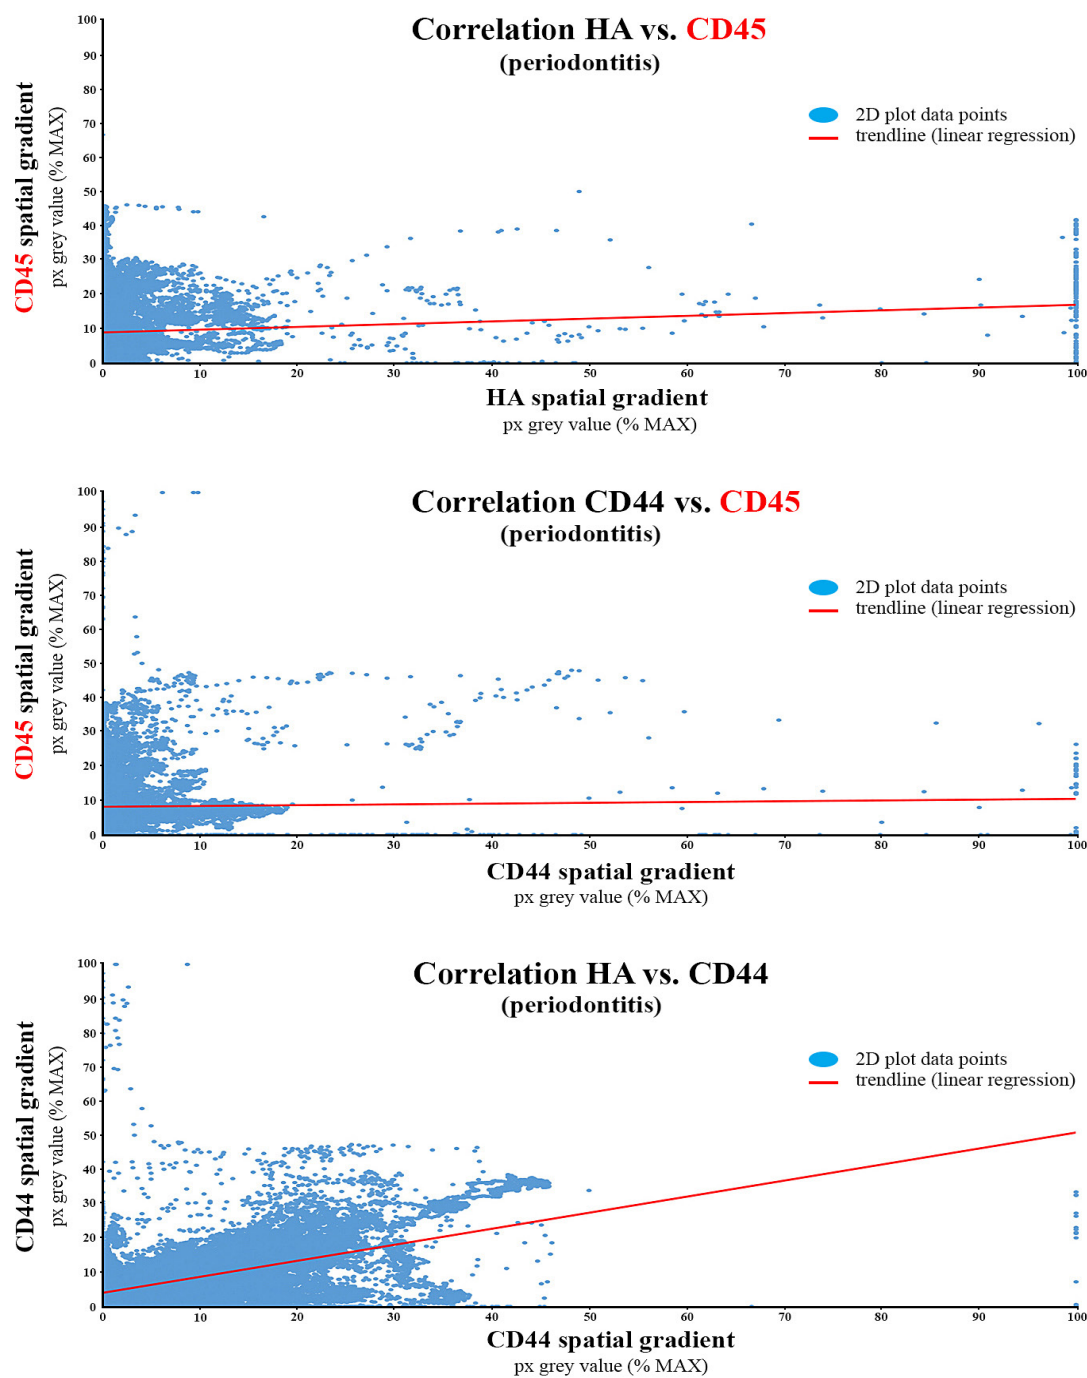 Correlation HA vs. CD45
(periodontitis)
2D plot data points
trendline (linear regression)
CD45 spatial gradient
px grey value (% MAX)
100
90
80
70
60
50
40
30
20
10
0
0 10 20 30 40 50 60 70 80 90 100
HA spatial gradient
px grey value (% MAX)
Correlation CD44 vs. CD45
(periodontitis)
2D plot data points
trendline (linear regression)
CD45 spatial gradient
px grey value (% MAX)
100
90
80
70
60
50
40
30
20
10
0
0 10 20 30 40 50 60 70 80 90 100
CD44 spatial gradient
px grey value (% MAX)
Correlation HA vs. CD44
(periodontitis)
2D plot data points
trendline (linear regression)
CD44 spatial gradient
px grey value (% MAX)
100
90
80
70
60
50
40
30
20
10
0
0 10 20 30 40 50 60 70 80 90 100
CD44 spatial gradient
px grey value (% MAX)